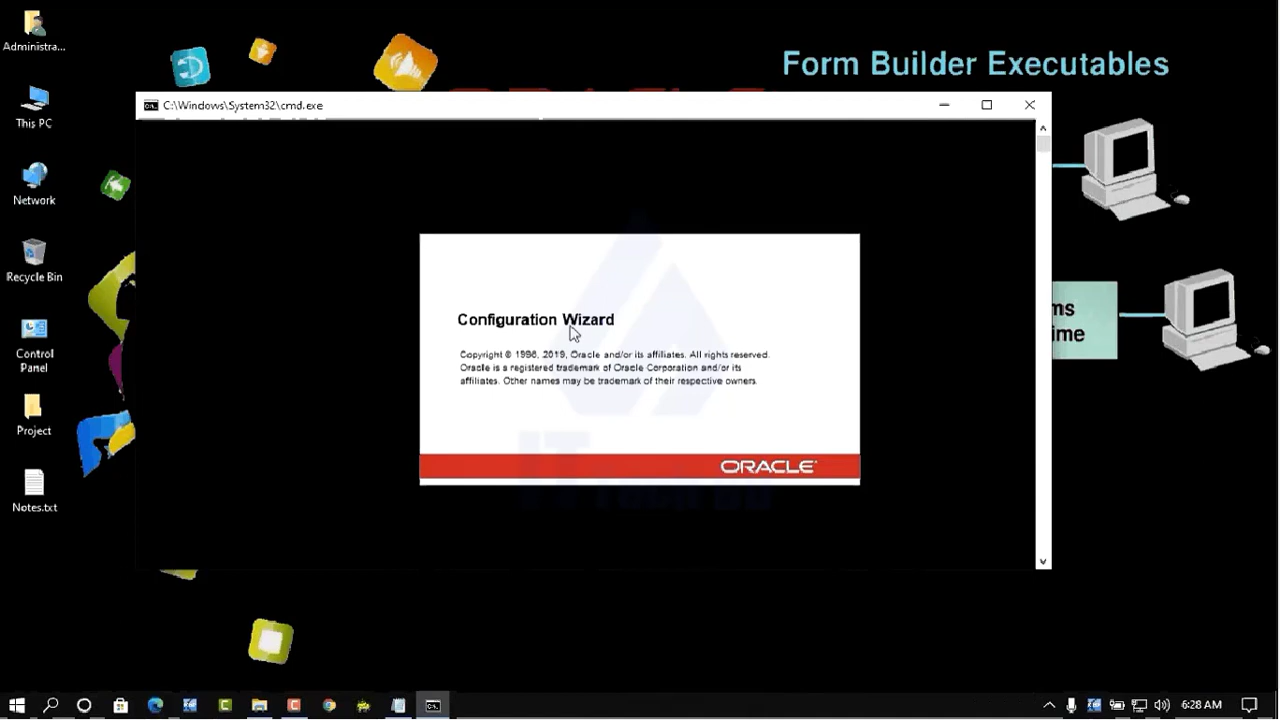 Administra...
This PC
Network
Recycle Bin
Control
Panel
Project
Notes.txt
Form Builder Executables
C:\Windows\System32\cmd.exe
Configuration Wizard
Copyright © 1996, 2019, Oracle and/or its affiliates. All rights reserved.
Oracle is a registered trademark of Oracle Corporation and/or its
affiliates. Other names may be trademark of their respective owners.
ORACLE
ms
ime
6:28 AM